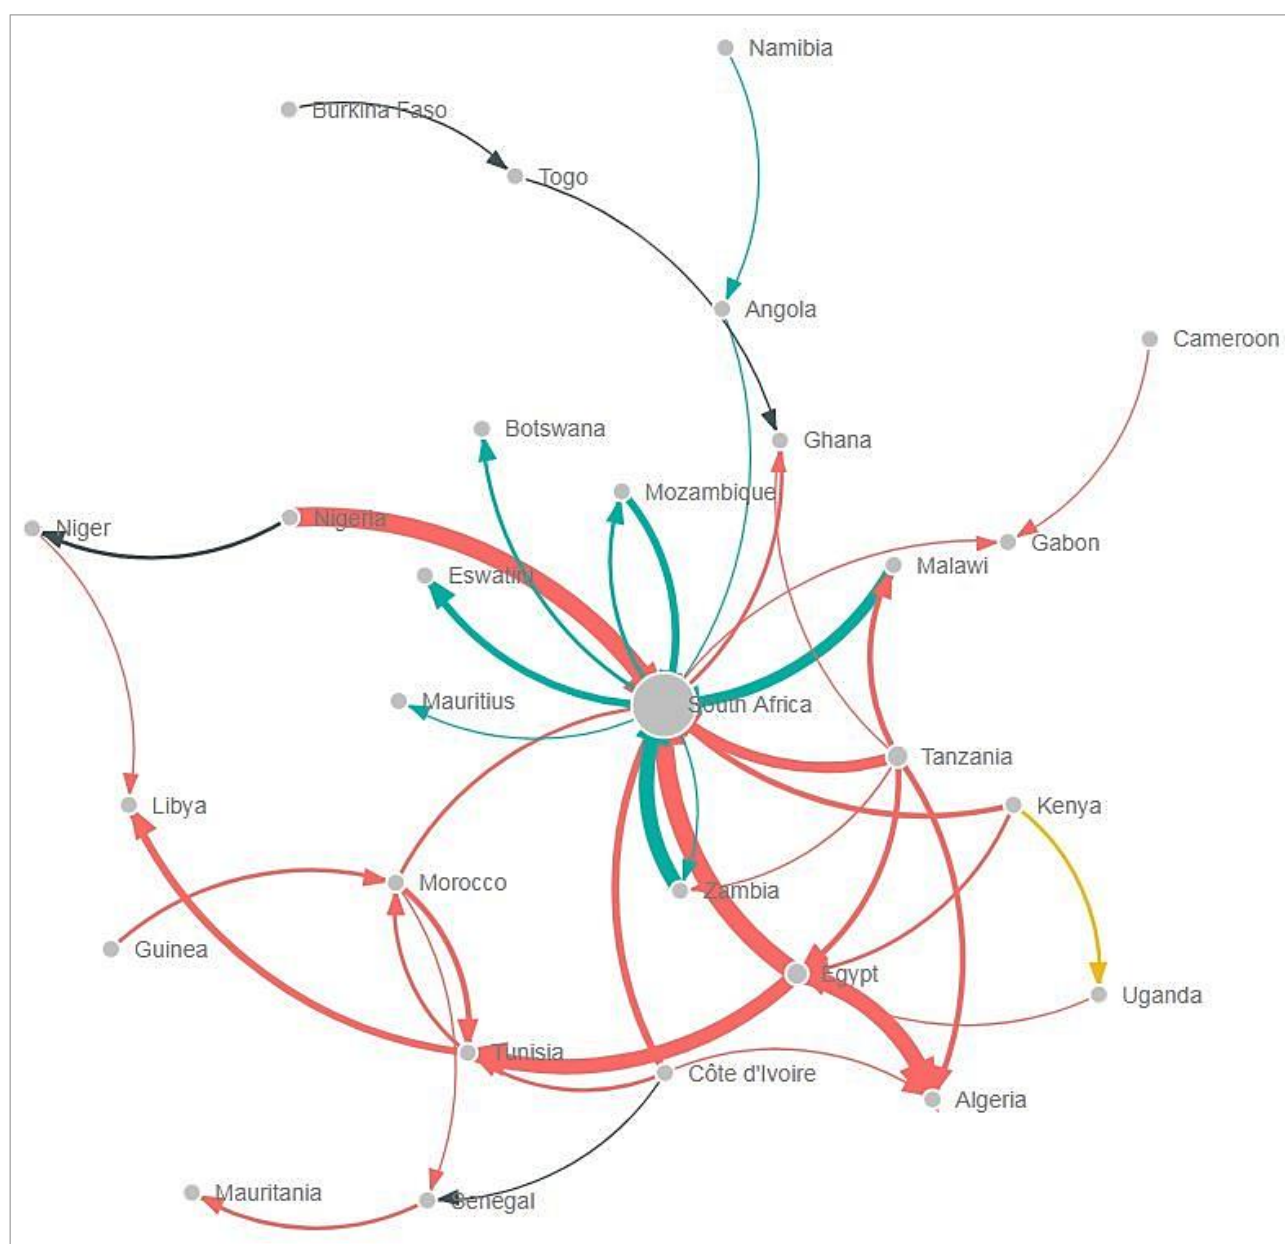 Namibia
Burkina Faso
Togo
Angola
Cameroon
Botswana
Ghana
Mozambique
Nigeria
Niger
Gabon
Malawi
Eswatini
Mauritius
South Africa
Tanzania
Libya
Kenya
Morocco
Zambia
Guinea
Egypt
Uganda
Tunisia
Côte d'Ivoire
Algeria
Mauritania
Senegal